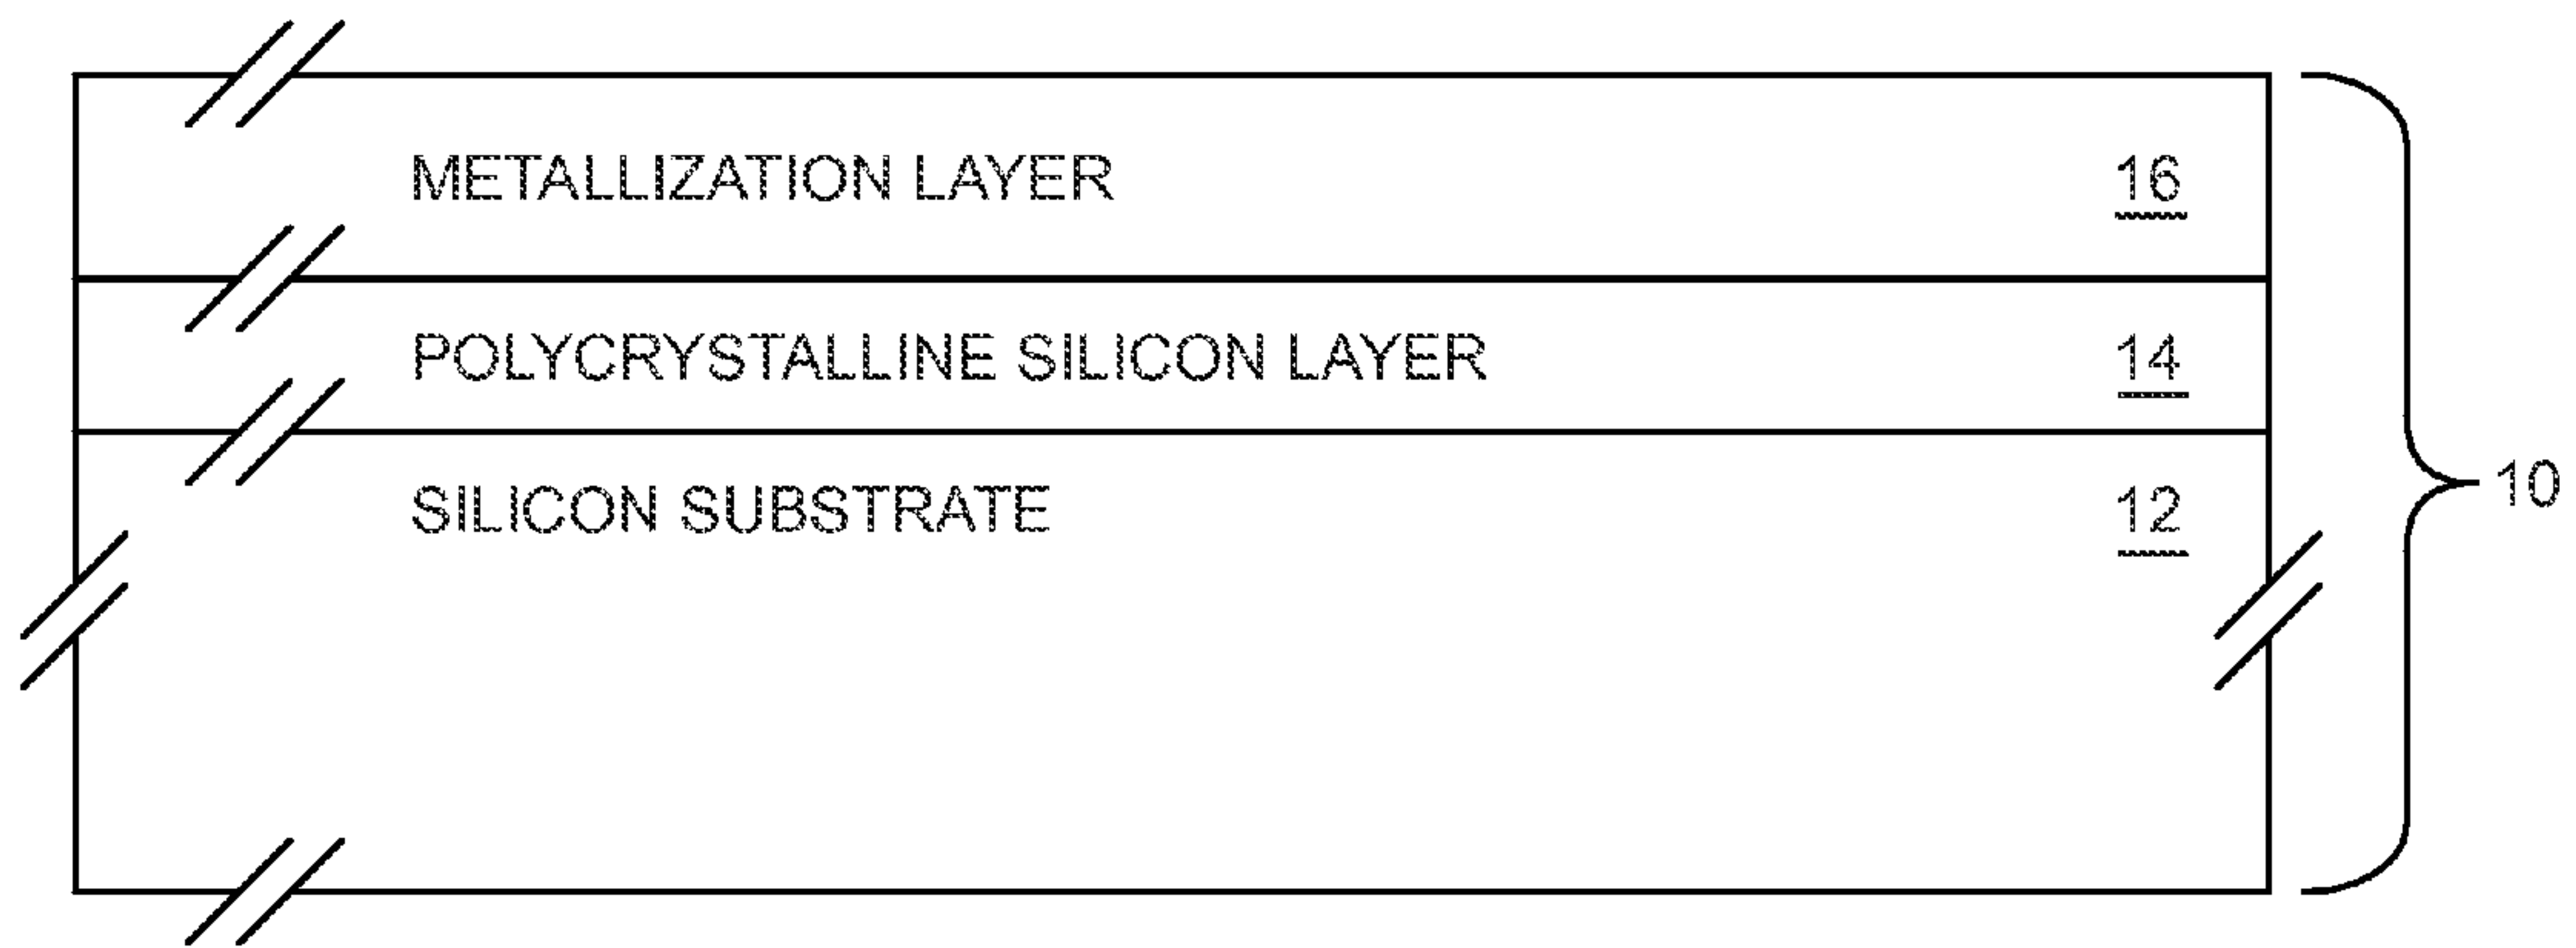 METALLIZATION LAYER 16
POLYCRYSTALLINE SILICON LAYER 14
SILICON SUBSTRATE 12
10